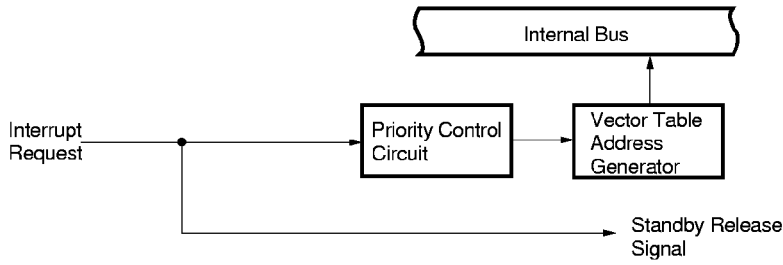 Internal Bus
Interrupt
Request
Priority Control
Circuit
Vector Table
Address
Generator
Standby Release
Signal